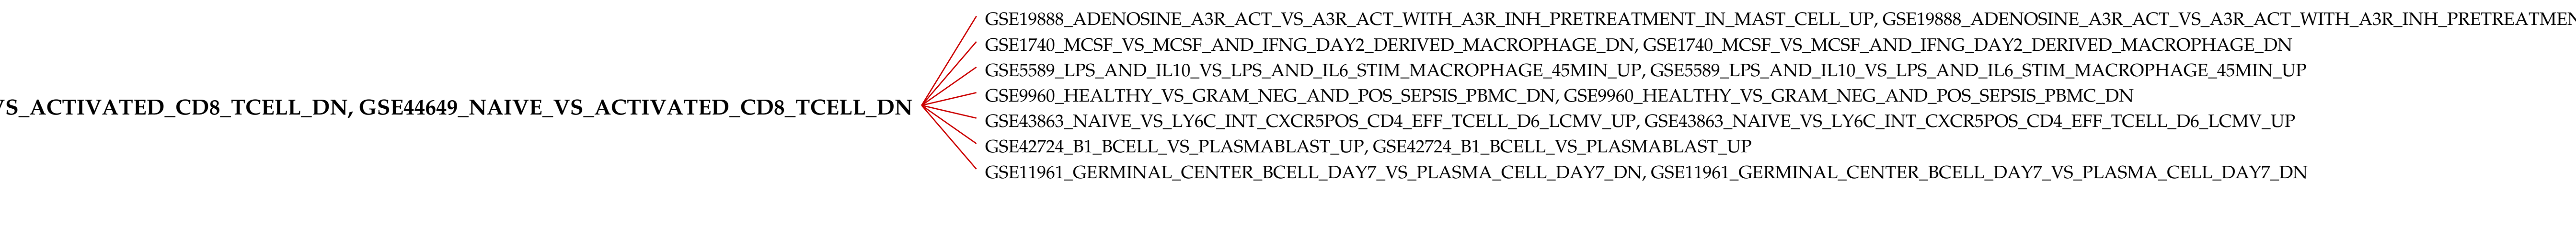 GSE19888_ADENOSINE_A3R_ACT_VS_A3R_ACT_WITH_A3R_INH_PRETREATMENT_IN_MAST_CELL_UP, GSE19888_ADENOSINE_A3R_ACT_VS_A3R_ACT_WITH_A3R_INH_PRETREATMEN
GSE1740_MCSF_VS_MCSF_AND_IFNG_DAY2_DERIVED_MACROPHAGE_DN, GSE1740_MCSF_VS_MCSF_AND_IFNG_DAY2_DERIVED_MACROPHAGE_DN
GSE5589_LPS_AND_IL10_VS_LPS_AND_IL6_STIM_MACROPHAGE_45MIN_UP, GSE5589_LPS_AND_IL10_VS_LPS_AND_IL6_STIM_MACROPHAGE_45MIN_UP
GSE9960_HEALTHY_VS_GRAM_NEG_AND_POS_SEPSIS_PBMC_DN, GSE9960_HEALTHY_VS_GRAM_NEG_AND_POS_SEPSIS_PBMC_DN
VS_ACTIVATED_CD8_TCELL_DN, GSE44649_NAIVE_VS_ACTIVATED_CD8_TCELL_DN
GSE43863_NAIVE_VS_LY6C_INT_CXCR5POS_CD4_EFF_TCELL_D6_LCMV_UP, GSE43863_NAIVE_VS_LY6C_INT_CXCR5POS_CD4_EFF_TCELL_D6_LCMV_UP
GSE42724_B1_BCELL_VS_PLASMABLAST_UP, GSE42724_B1_BCELL_VS_PLASMABLAST_UP
GSE11961_GERMINAL_CENTER_BCELL_DAY7_VS_PLASMA_CELL_DAY7_DN, GSE11961_GERMINAL_CENTER_BCELL_DAY7_VS_PLASMA_CELL_DAY7_DN